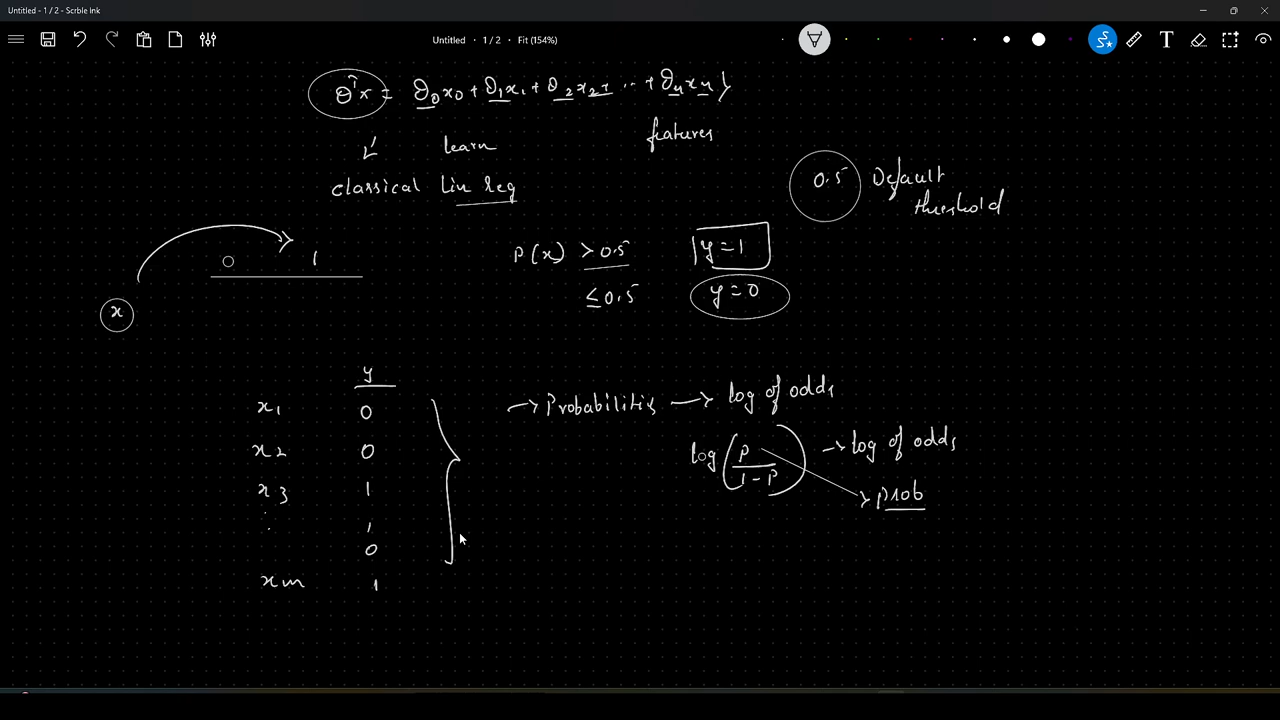 Untitled - 1 / 2 - Scrble Ink
Untitled • 1 / 2 • Fit (154%)
θᵀx = θ₀x₀ + θ₁x₁ + θ₂x₂ + .. + θₙxₙ }
learn
features
classical Lin reg
0.5 Default
threshold
0 1
P(x) > 0.5 y = 1
≤ 0.5 y = 0
x
y
x₁ 0
x₂ 0
x₃ 1
: 1
0
xm 1
→ Probabilities → log of odds
log (P / 1 - P) → log of odds
→ prob